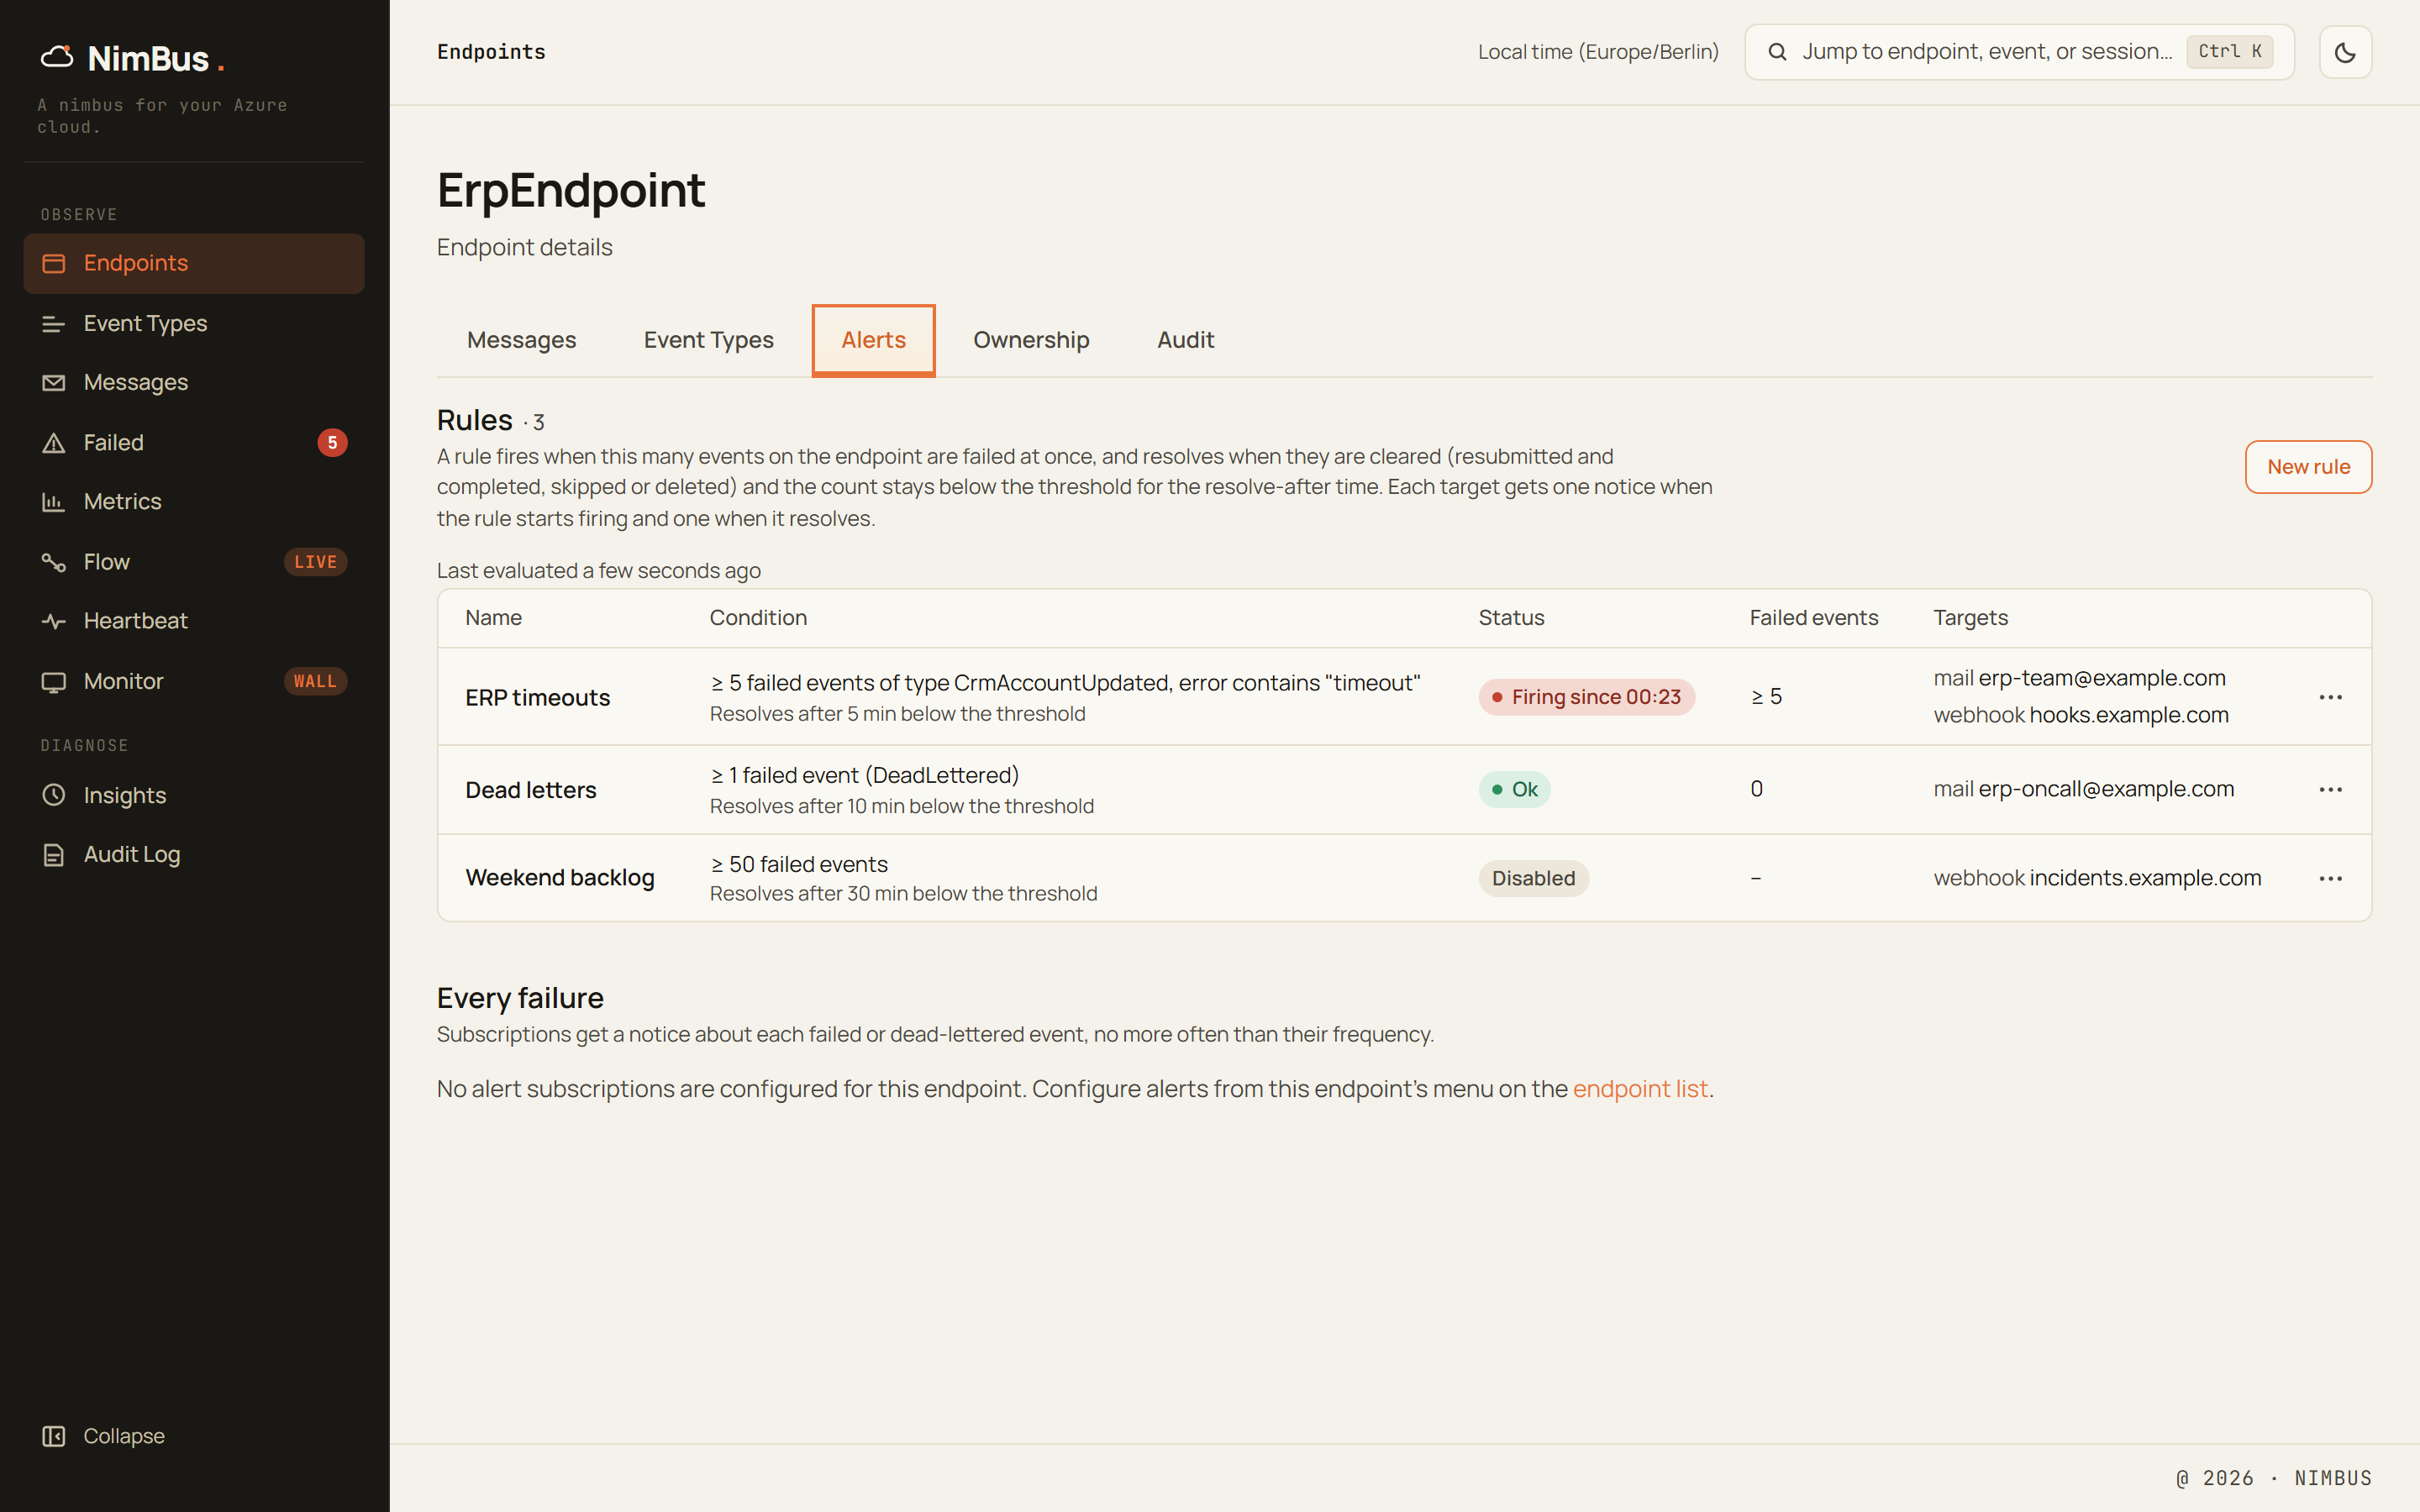 NimBus.
A nimbus for your Azure
cloud.
OBSERVE
Endpoints
Event Types
Messages
Failed 5
Metrics
Flow LIVE
Heartbeat
Monitor WALL
DIAGNOSE
Insights
Audit Log
Collapse
Endpoints
Local time (Europe/Berlin)
Jump to endpoint, event, or session... Ctrl K
ErpEndpoint
Endpoint details
Messages Event Types Alerts Ownership Audit
Rules · 3
A rule fires when this many events on the endpoint are failed at once, and resolves when they are cleared (resubmitted and
completed, skipped or deleted) and the count stays below the threshold for the resolve-after time. Each target gets one notice when
the rule starts firing and one when it resolves.
New rule
Last evaluated a few seconds ago
Name Condition Status Failed events Targets
ERP timeouts
≥ 5 failed events of type CrmAccountUpdated, error contains "timeout"
Resolves after 5 min below the threshold
Firing since 00:23
≥ 5
mail erp-team@example.com
webhook hooks.example.com
Dead letters
≥ 1 failed event (DeadLettered)
Resolves after 10 min below the threshold
Ok
0
mail erp-oncall@example.com
Weekend backlog
≥ 50 failed events
Resolves after 30 min below the threshold
Disabled
–
webhook incidents.example.com
Every failure
Subscriptions get a notice about each failed or dead-lettered event, no more often than their frequency.
No alert subscriptions are configured for this endpoint. Configure alerts from this endpoint's menu on the endpoint list.
@ 2026 · NIMBUS